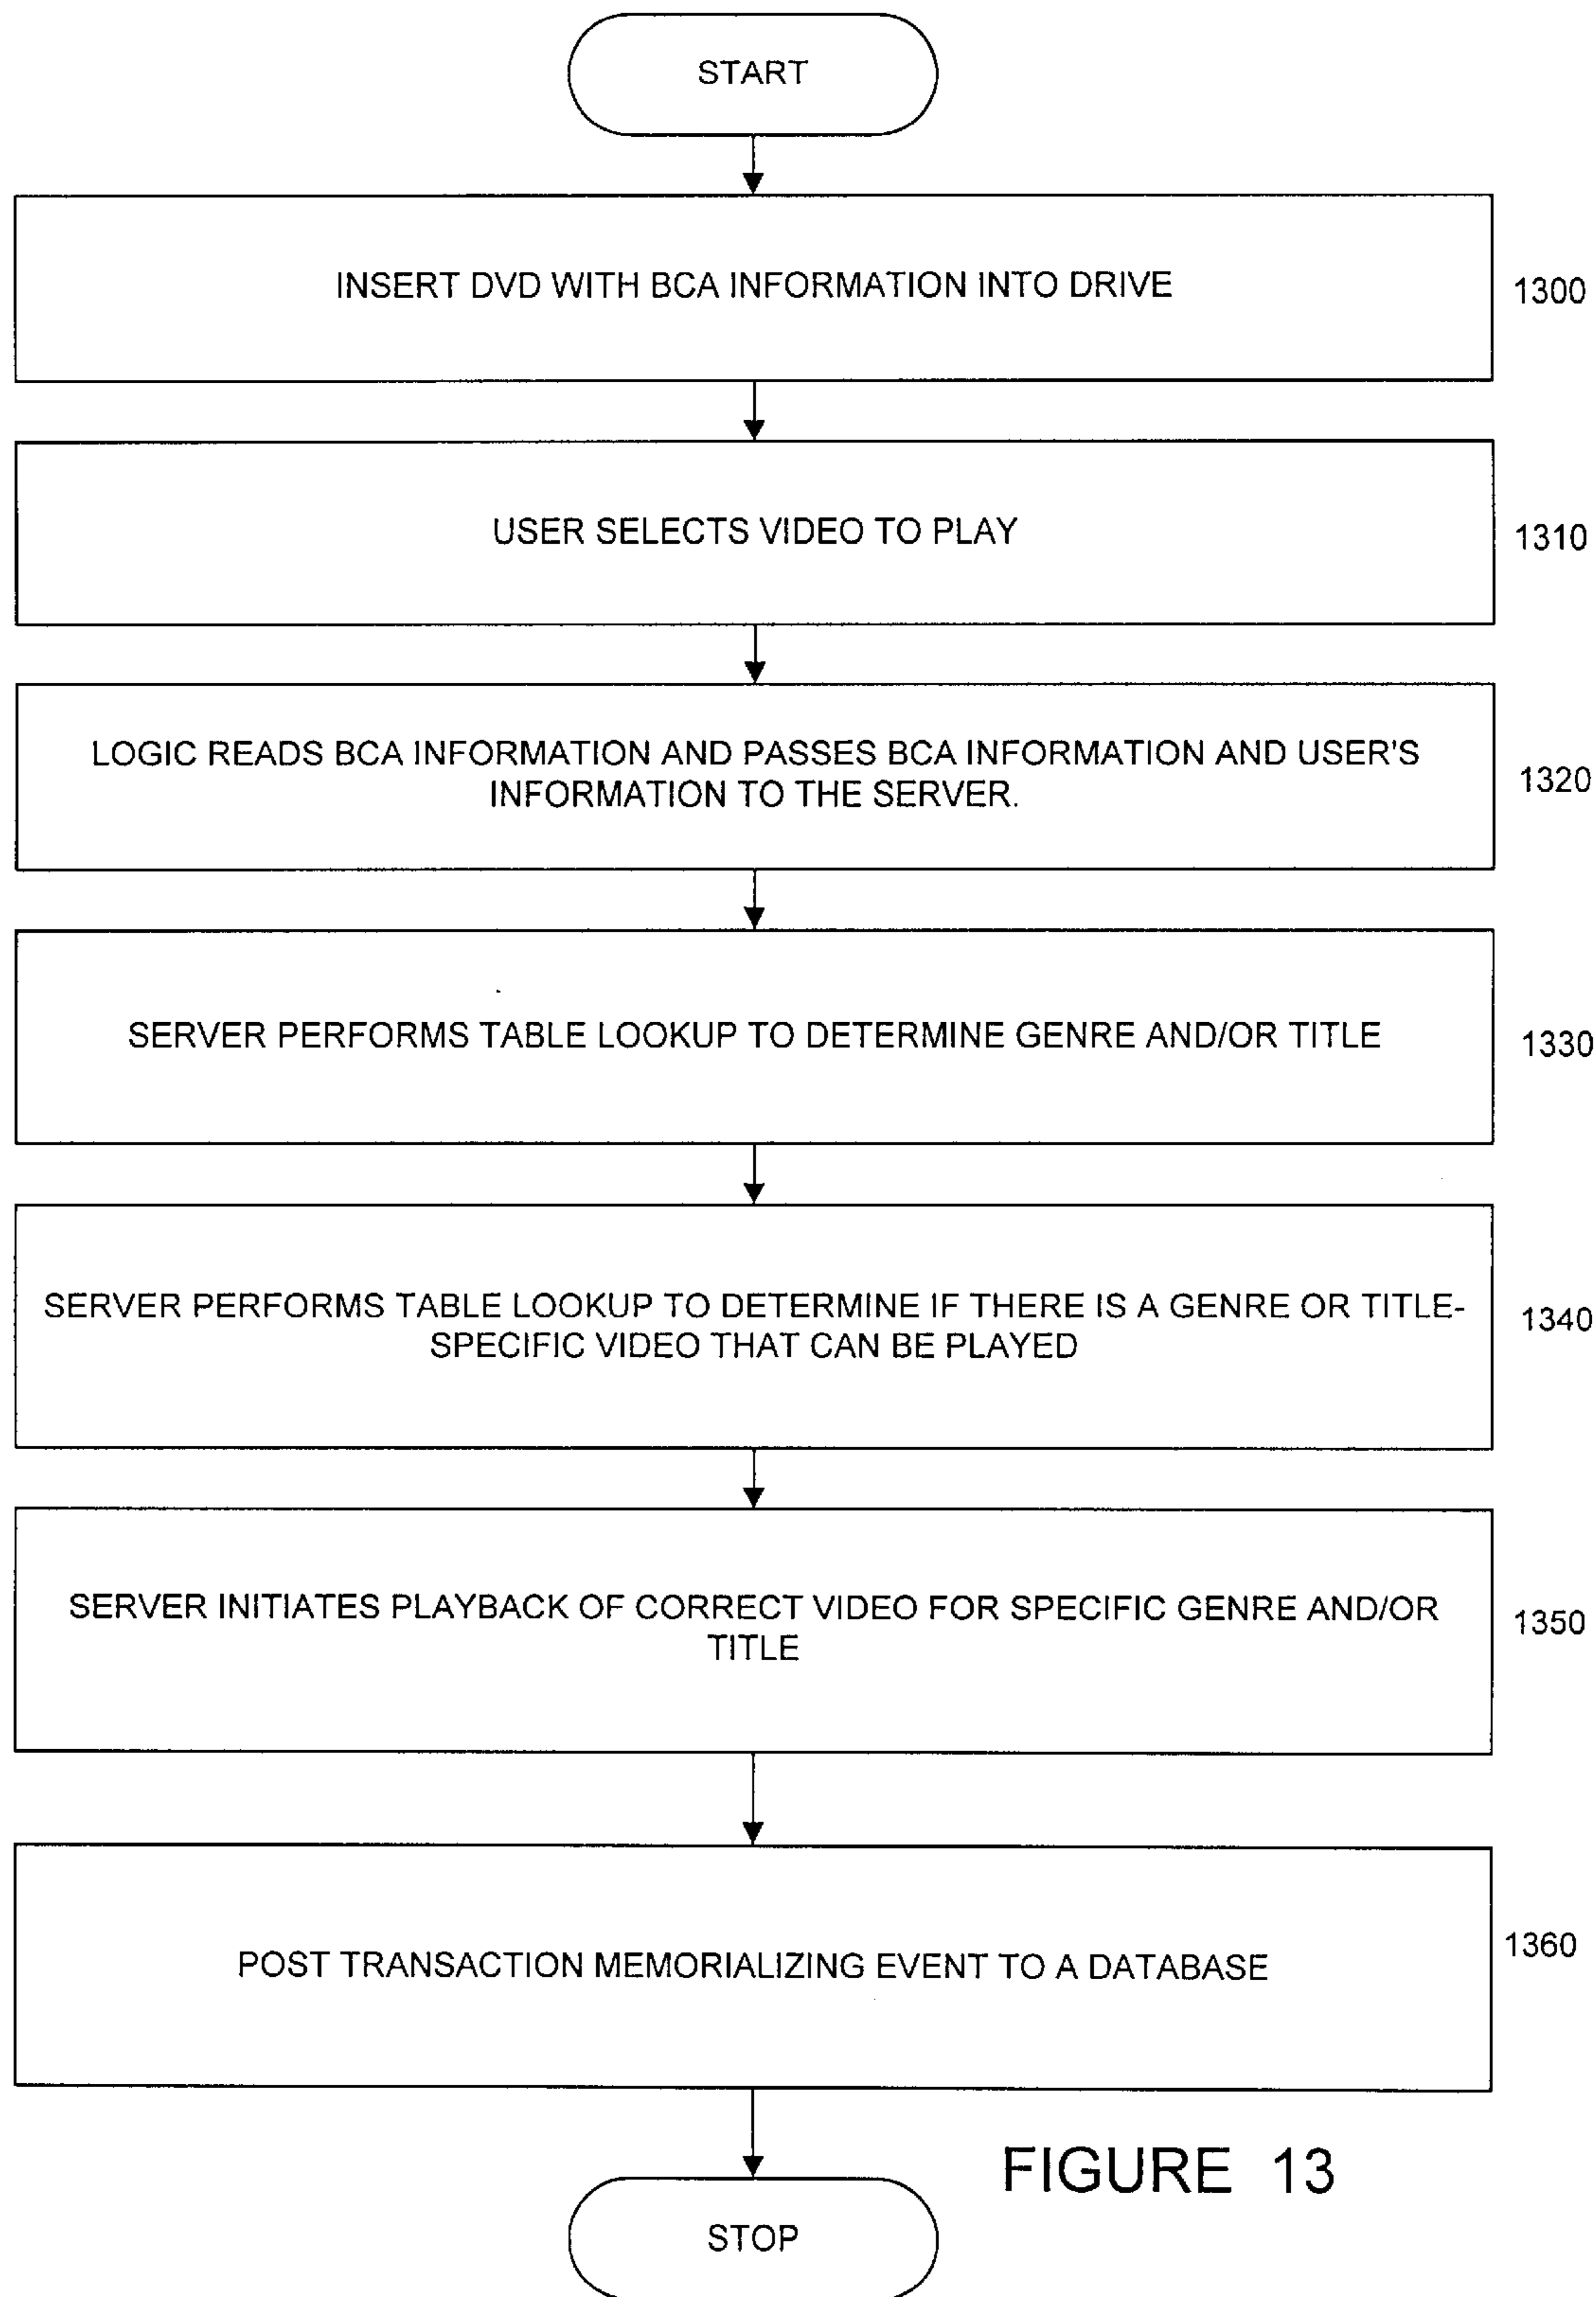 START
INSERT DVD WITH BCA INFORMATION INTO DRIVE
1300
USER SELECTS VIDEO TO PLAY
1310
LOGIC READS BCA INFORMATION AND PASSES BCA INFORMATION AND USER'S
INFORMATION TO THE SERVER.
1320
SERVER PERFORMS TABLE LOOKUP TO DETERMINE GENRE AND/OR TITLE
1330
SERVER PERFORMS TABLE LOOKUP TO DETERMINE IF THERE IS A GENRE OR TITLE-
SPECIFIC VIDEO THAT CAN BE PLAYED
1340
SERVER INITIATES PLAYBACK OF CORRECT VIDEO FOR SPECIFIC GENRE AND/OR
TITLE
1350
POST TRANSACTION MEMORIALIZING EVENT TO A DATABASE
1360
FIGURE 13
STOP